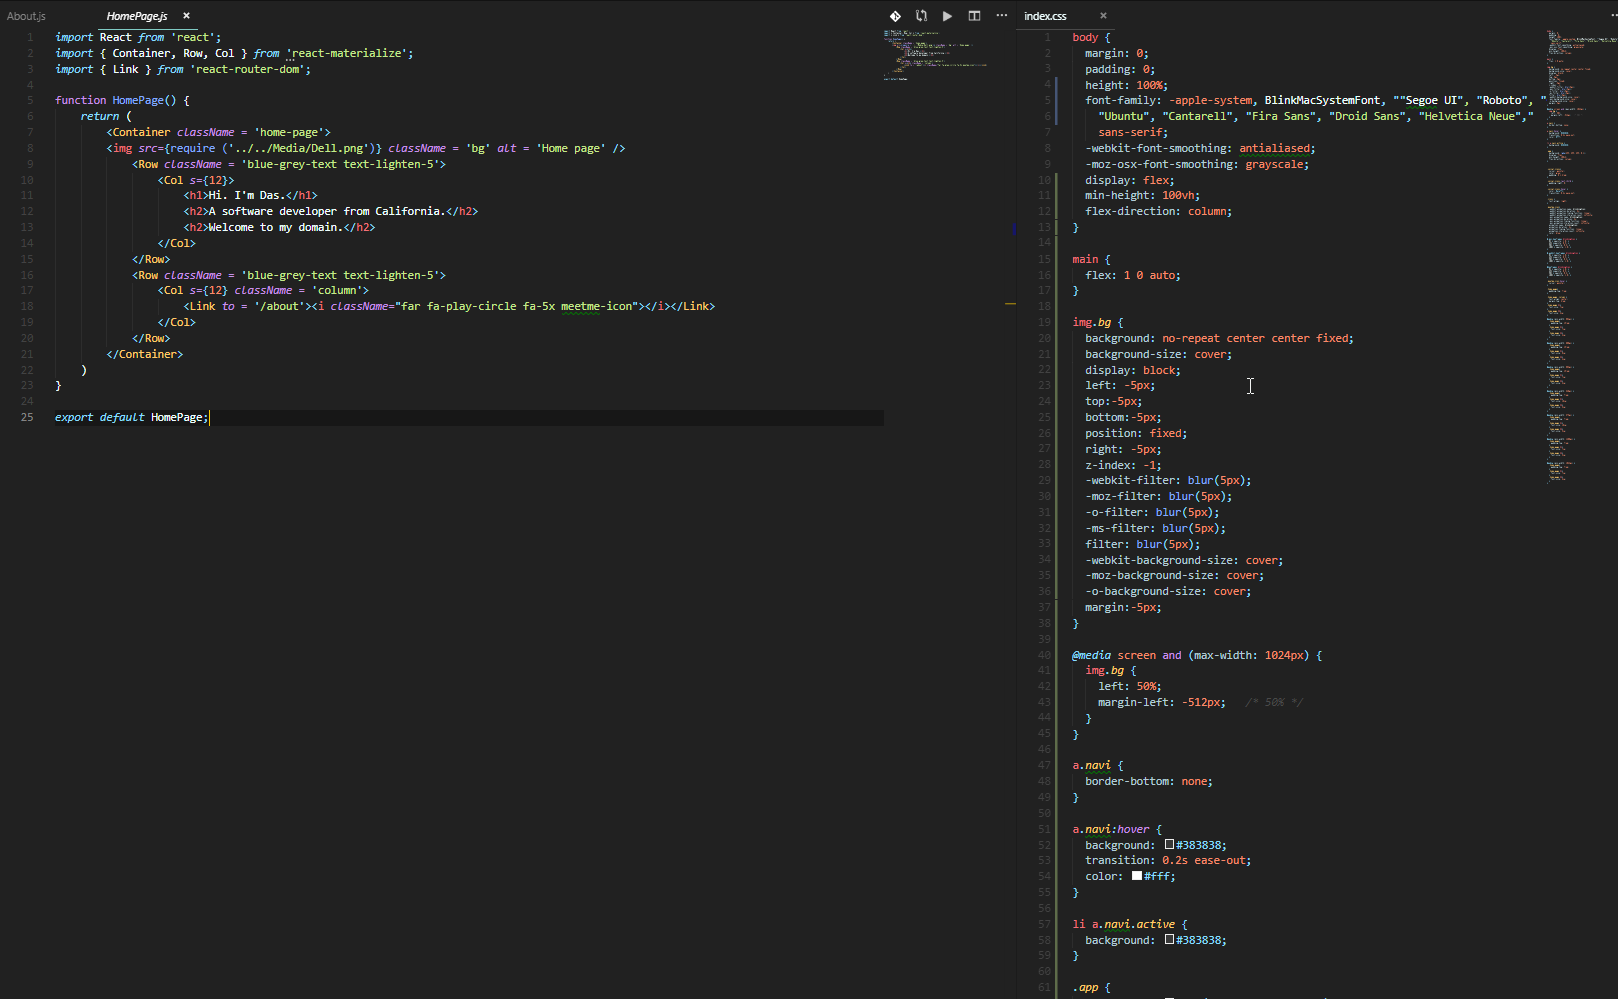 About.js
HomePage.js ×
1 import React from 'react';
2 import { Container, Row, Col } from 'react-materialize';
3 import { Link } from 'react-router-dom';
4
5 function HomePage() {
6 return (
7 <Container className = 'home-page'>
8 <img src={require ('../../Media/Dell.png')} className = 'bg' alt = 'Home page' />
9 <Row className = 'blue-grey-text text-lighten-5'>
10 <Col s={12}>
11 <h1>Hi. I'm Das.</h1>
12 <h2>A software developer from California.</h2>
13 <h2>Welcome to my domain.</h2>
14 </Col>
15 </Row>
16 <Row className = 'blue-grey-text text-lighten-5'>
17 <Col s={12} className = 'column'>
18 <Link to = '/about'><i className="far fa-play-circle fa-5x meetme-icon"></i></Link>
19 </Col>
20 </Row>
21 </Container>
22 )
23 }
24
25 export default HomePage;
index.css ×
1 body {
2 margin: 0;
3 padding: 0;
4 height: 100%;
5 font-family: -apple-system, BlinkMacSystemFont, ""Segoe UI", "Roboto", "
6 "Ubuntu", "Cantarell", "Fira Sans", "Droid Sans", "Helvetica Neue","
7 sans-serif;
8 -webkit-font-smoothing: antialiased;
9 -moz-osx-font-smoothing: grayscale;
10 display: flex;
11 min-height: 100vh;
12 flex-direction: column;
13 }
14
15 main {
16 flex: 1 0 auto;
17 }
18
19 img.bg {
20 background: no-repeat center center fixed;
21 background-size: cover;
22 display: block;
23 left: -5px;
24 top:-5px;
25 bottom:-5px;
26 position: fixed;
27 right: -5px;
28 z-index: -1;
29 -webkit-filter: blur(5px);
30 -moz-filter: blur(5px);
31 -o-filter: blur(5px);
32 -ms-filter: blur(5px);
33 filter: blur(5px);
34 -webkit-background-size: cover;
35 -moz-background-size: cover;
36 -o-background-size: cover;
37 margin:-5px;
38 }
39
40 @media screen and (max-width: 1024px) {
41 img.bg {
42 left: 50%;
43 margin-left: -512px; /* 50% */
44 }
45 }
46
47 a.navi {
48 border-bottom: none;
49 }
50
51 a.navi:hover {
52 background: #383838;
53 transition: 0.2s ease-out;
54 color: #fff;
55 }
56
57 li a.navi.active {
58 background: #383838;
59 }
60
61 .app {